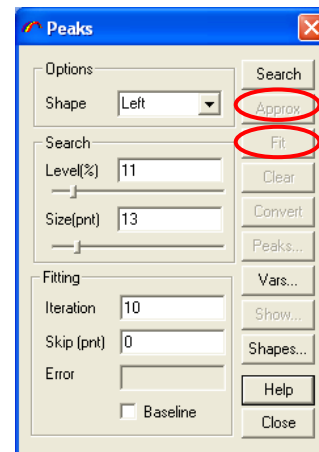 Peaks
Options
Shape Left
Search
Level(%) 11
Size(pnt) 13
Fitting
Iteration 10
Skip (pnt) 0
Error
Baseline
Search
Approx
Fit
Clear
Convert
Peaks...
Vars...
Show...
Shapes...
Help
Close